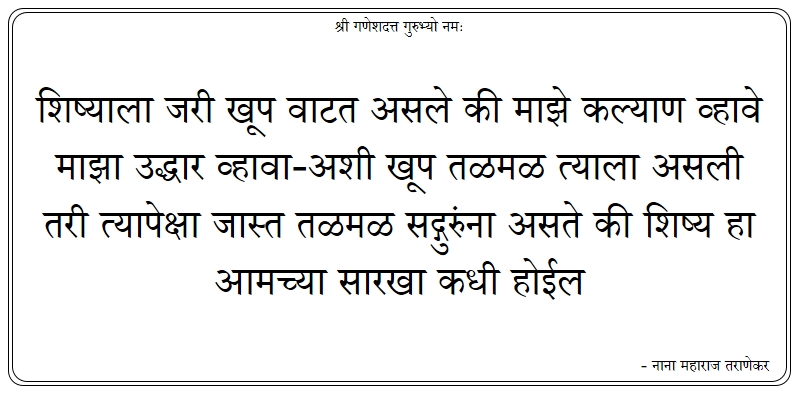 श्री गणेशदत्त गुरुभ्यो नमः
शिष्याला जरी खूप वाटत असले की माझे कल्याण व्हावे
माझा उद्धार व्हावा-अशी खूप तळमळ त्याला असली
तरी त्यापेक्षा जास्त तळमळ सद्गुरुंना असते की शिष्य हा
आमच्या सारखा कधी होईल
- नाना महाराज तराणेकर